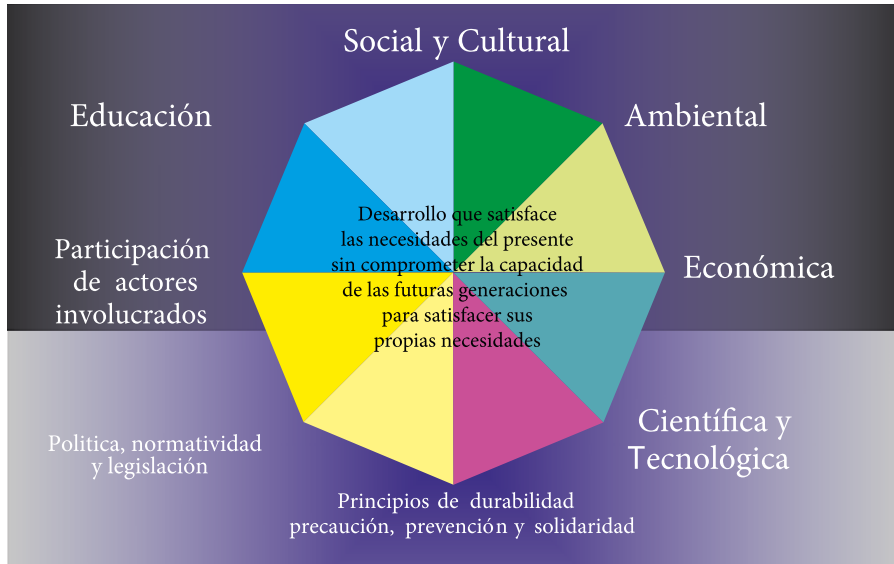 Social y Cultural
Educación
Ambiental
Desarrollo que satisface
las necesidades del presente
sin comprometer la capacidad
de las futuras generaciones
para satisfacer sus
propias necesidades
Participación
de actores
involucrados
Económica
Politica, normatividad
y legislación
Científica y
Tecnológica
Principios de durabilidad
precaución, prevención y solidaridad